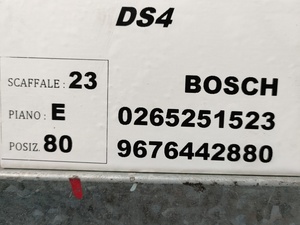 DS4
SCAFFALE : 23
PIANO : E
POSIZ. 80
BOSCH
0265251523
9676442880